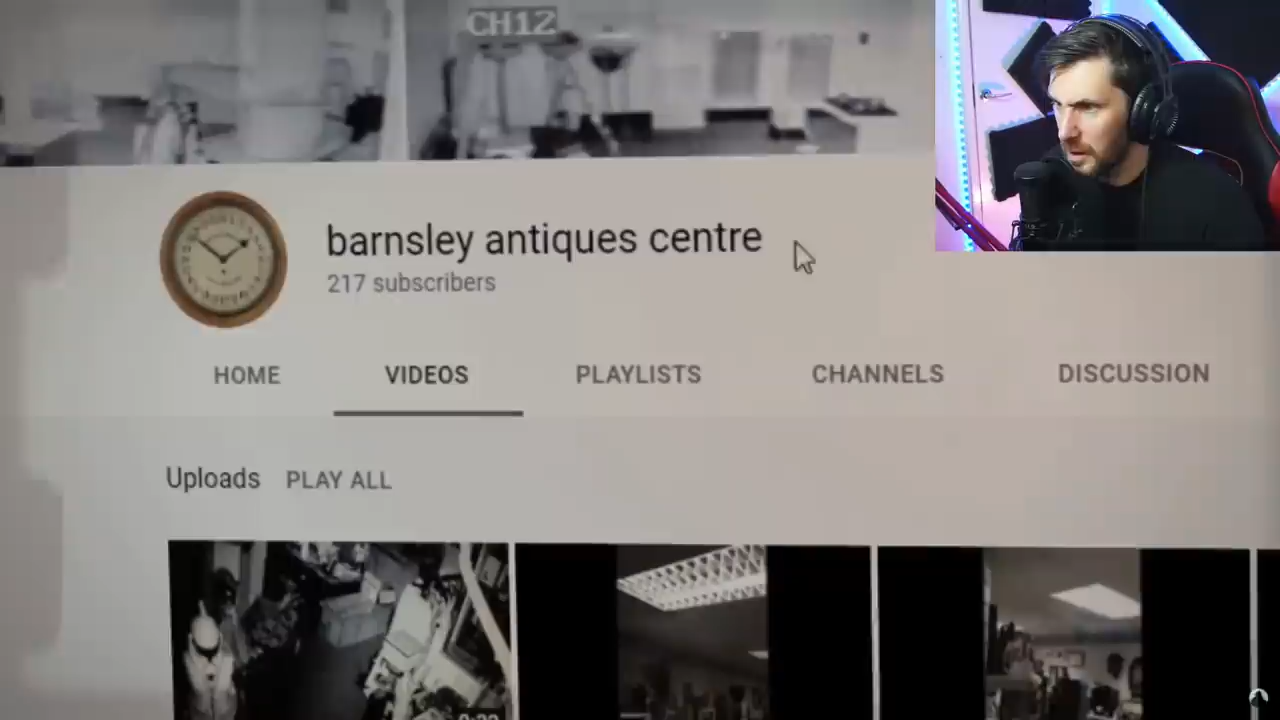 CH12
barnsley antiques centre
217 subscribers
HOME VIDEOS PLAYLISTS CHANNELS DISCUSSION
Uploads PLAY ALL